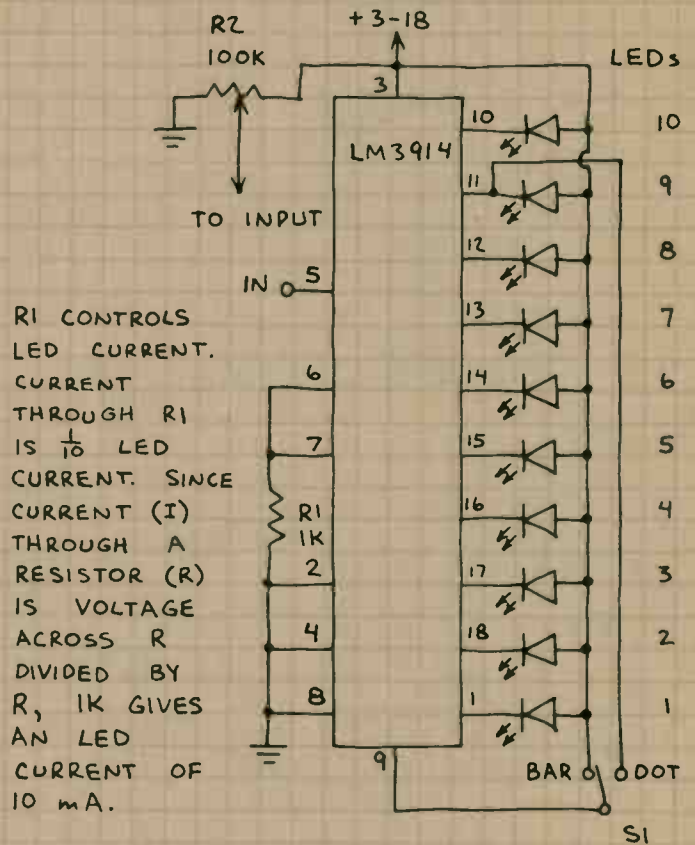 R2
100K
+3-18
LEDs
3
LM3914
10
10
11
9
TO INPUT
12
8
IN
5
13
7
R1 CONTROLS
LED CURRENT.
CURRENT
THROUGH R1
IS 1/10 LED
CURRENT. SINCE
CURRENT (I)
THROUGH A
RESISTOR (R)
IS VOLTAGE
ACROSS R
DIVIDED BY
R, 1K GIVES
AN LED
CURRENT OF
10 mA.
6
14
6
7
15
5
R1
1K
16
4
2
17
3
4
18
2
8
1
1
9
BAR
DOT
S1